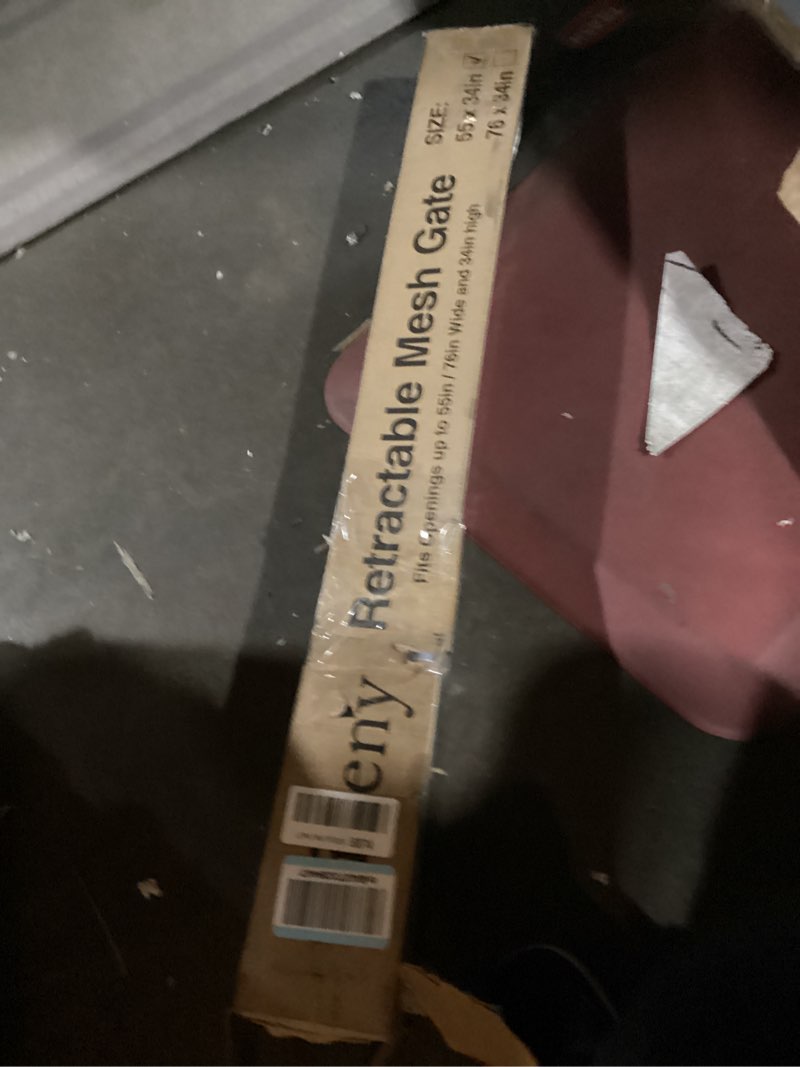 eny
Retractable Mesh Gate
Fits Openings up to 55in / 76in Wide and 34in high
SIZE:
55 x 34in
76 x 34in